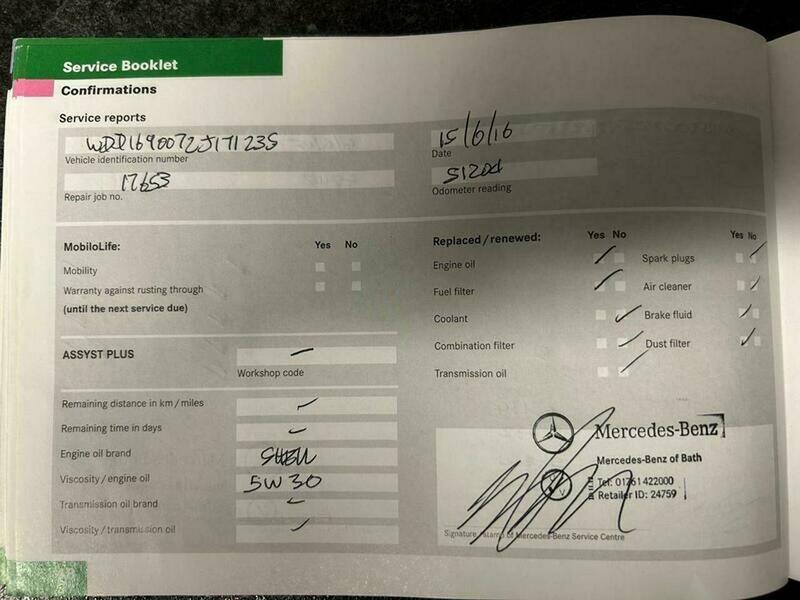 Service Booklet
Confirmations
Service reports
WDD1690072J171235
Vehicle identification number
15/6/16
Date
17653
Repair job no.
51204
Odometer reading
MobiloLife:
Yes No
Mobility
Warranty against rusting through
(until the next service due)
Replaced / renewed:
Yes No
Yes No
Engine oil
Spark plugs
Fuel filter
Air cleaner
Coolant
Brake fluid
Combination filter
Dust filter
Transmission oil
ASSYST PLUS
Workshop code
Remaining distance in km / miles
Remaining time in days
Engine oil brand
SHELL
Viscosity / engine oil
5W30
Transmission oil brand
Viscosity / transmission oil
Mercedes-Benz
Mercedes-Benz of Bath
Tel: 01761 422000
Retailer ID: 24759
Signature / stamp of Mercedes-Benz Service Centre